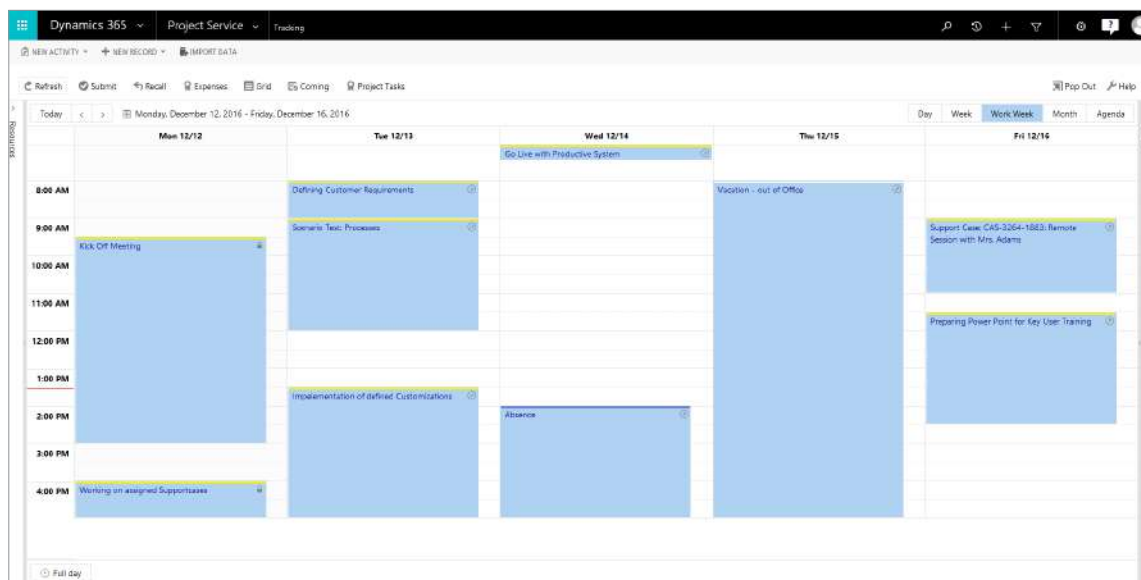 Dynamics 365 Project Service Tracking
NEW ACTIVITY NEW RECORD IMPORT DATA
Refresh Submit Recall Expenses Grid Coming Project Tasks Pop Out Help
Today < > Monday, December 12, 2016 - Friday, December 16, 2016 Day Week Work Week Month Agenda
Resources
Mon 12/12 Tue 12/13 Wed 12/14 Thu 12/15 Fri 12/16
Go Live with Productive System
8:00 AM Defining Customer Requirements Vacation - out of Office
9:00 AM Scenario Test: Processes Support Case: CAS-3264-1BE0: Remote
Kick Off Meeting Session with Mrs. Adams
10:00 AM
11:00 AM
Preparing Power Point for Key User Training
12:00 PM
1:00 PM
Impelementation of defined Customizations
2:00 PM Absence
3:00 PM
4:00 PM Working on assigned Supportcases
Full day